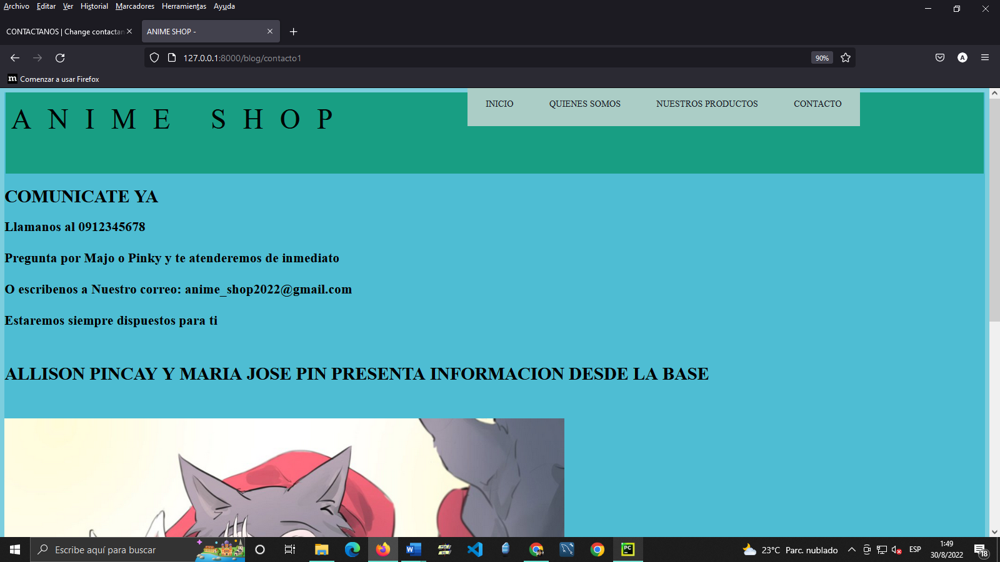 Archivo Editar Ver Historial Marcadores Herramientas Ayuda
CONTACTANOS | Change contactan
ANIME SHOP -
127.0.0.1:8000/blog/contacto1
90%
A
m Comenzar a usar Firefox
ANIME SHOP
INICIO QUIENES SOMOS NUESTROS PRODUCTOS CONTACTO
COMUNICATE YA
Llamanos al 0912345678
Pregunta por Majo o Pinky y te atenderemos de inmediato
O escribenos a Nuestro correo: anime_shop2022@gmail.com
Estaremos siempre dispuestos para ti
ALLISON PINCAY Y MARIA JOSE PIN PRESENTA INFORMACION DESDE LA BASE
Escribe aquí para buscar
W
PC
23°C Parc. nublado
ESP
1:49
30/8/2022
18